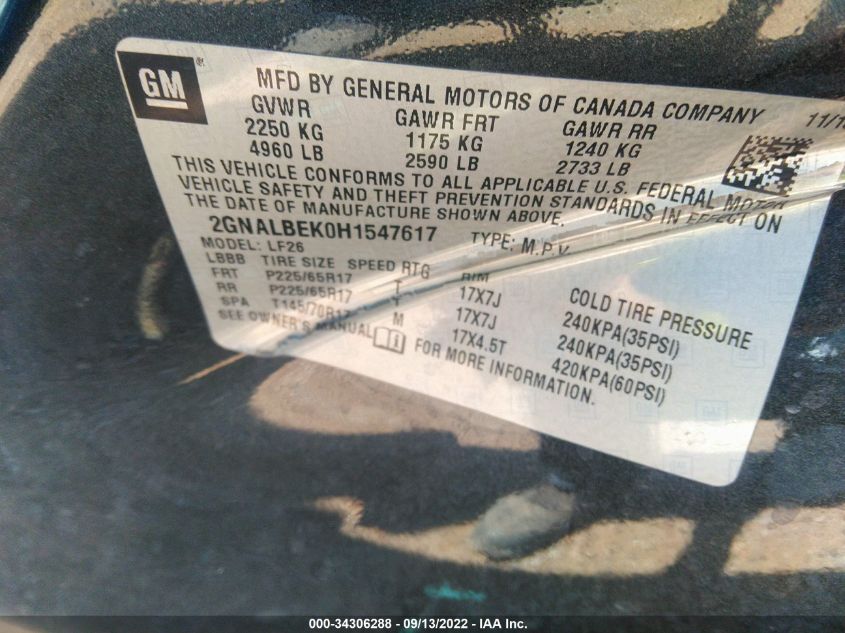 GM
MFD BY GENERAL MOTORS OF CANADA COMPANY
GVWR GAWR FRT GAWR RR
2250 KG 1175 KG 1240 KG
4960 LB 2590 LB 2733 LB
THIS VEHICLE CONFORMS TO ALL APPLICABLE U.S. FEDERAL MOTOR
VEHICLE SAFETY AND THEFT PREVENTION STANDARDS IN EFFECT ON
THE DATE OF MANUFACTURE SHOWN ABOVE.
2GNALBEK0H1547617 TYPE: M.P.V.
MODEL: LF26
LBBB TIRE SIZE SPEED RTG RIM COLD TIRE PRESSURE
FRT P225/65R17 T 17X7J 240KPA(35PSI)
RR P225/65R17 T 17X7J 240KPA(35PSI)
SPA T145/70R17 M 17X4.5T 420KPA(60PSI)
SEE OWNER'S MANUAL FOR MORE INFORMATION.
000-34306288 - 09/13/2022 - IAA Inc.